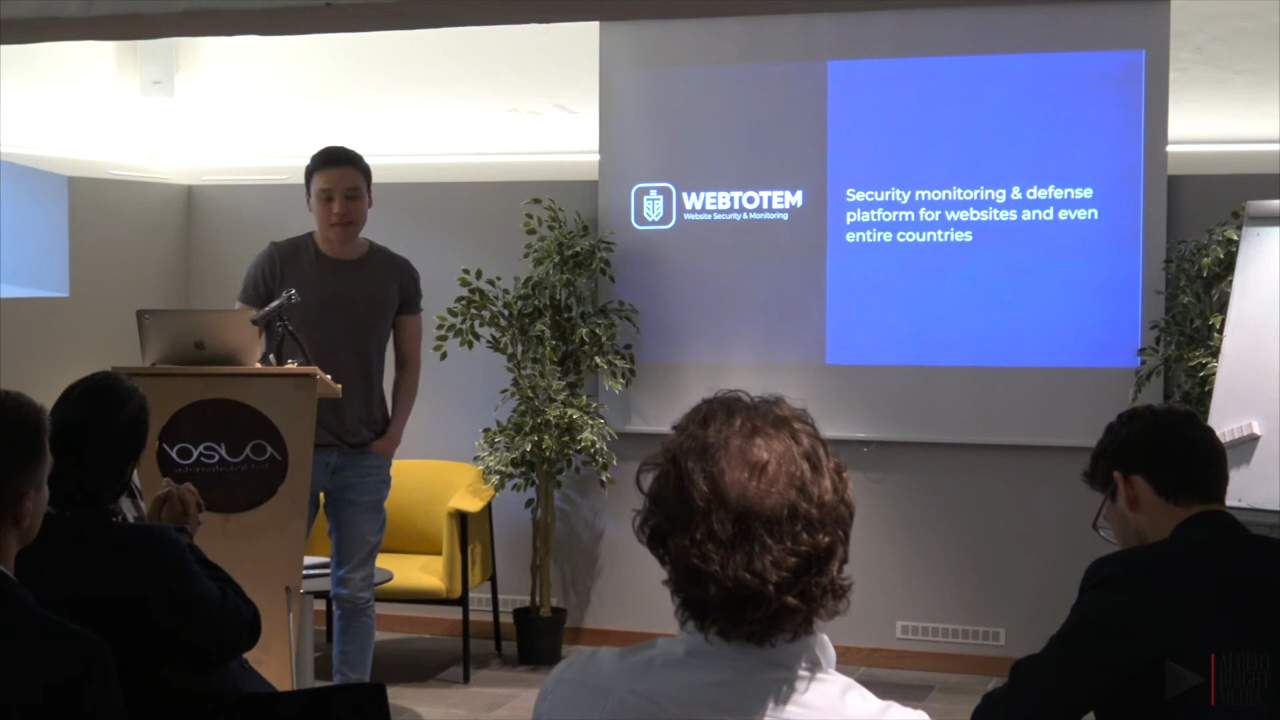 WEBTOTEM
Website Security & Monitoring
Security monitoring & defense
platform for websites and even
entire countries